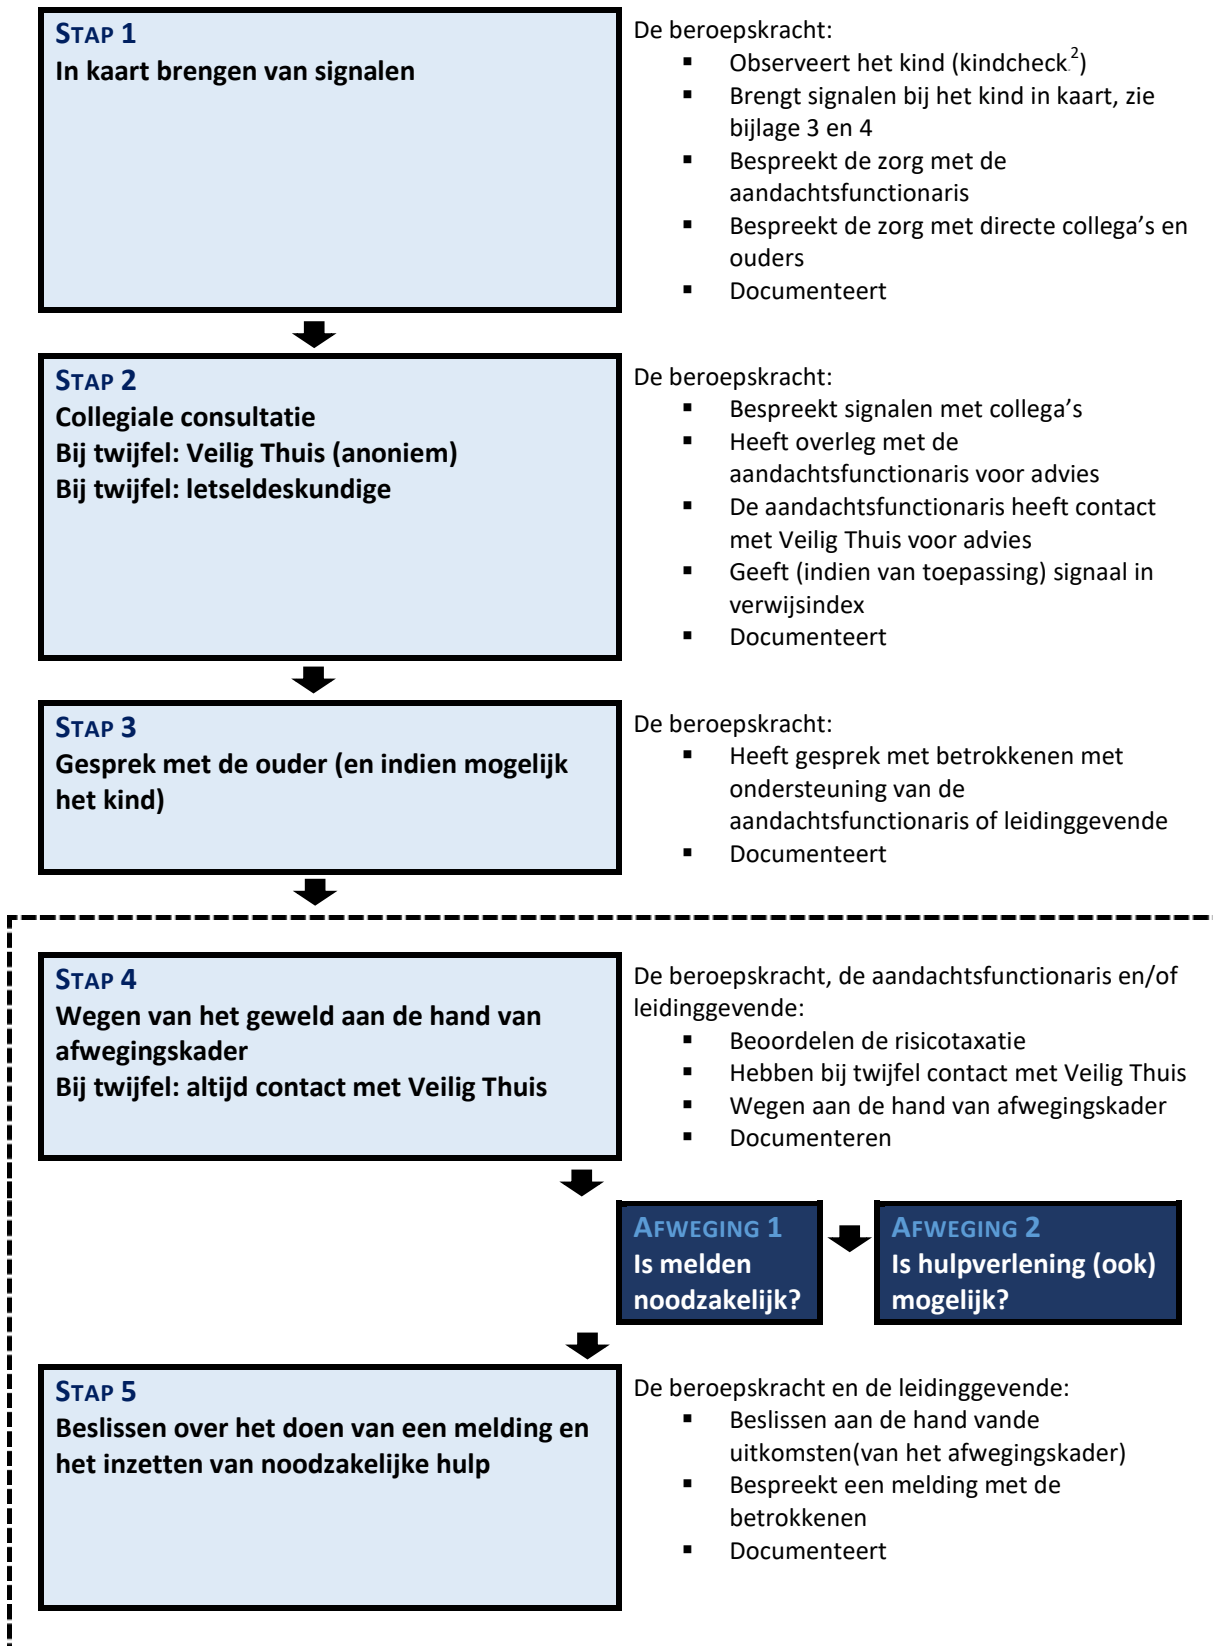 STAP 1
In kaart brengen van signalen
De beroepskracht:
▪ Observeert het kind (kindcheck.²)
▪ Brengt signalen bij het kind in kaart, zie
bijlage 3 en 4
▪ Bespreekt de zorg met de
aandachtsfunctionaris
▪ Bespreekt de zorg met directe collega’s en
ouders
▪ Documenteert
STAP 2
Collegiale consultatie
Bij twijfel: Veilig Thuis (anoniem)
Bij twijfel: letseldeskundige
De beroepskracht:
▪ Bespreekt signalen met collega’s
▪ Heeft overleg met de
aandachtsfunctionaris voor advies
▪ De aandachtsfunctionaris heeft contact
met Veilig Thuis voor advies
▪ Geeft (indien van toepassing) signaal in
verwijsindex
▪ Documenteert
STAP 3
Gesprek met de ouder (en indien mogelijk
het kind)
De beroepskracht:
▪ Heeft gesprek met betrokkenen met
ondersteuning van de
aandachtsfunctionaris of leidinggevende
▪ Documenteert
STAP 4
Wegen van het geweld aan de hand van
afwegingskader
Bij twijfel: altijd contact met Veilig Thuis
De beroepskracht, de aandachtsfunctionaris en/of
leidinggevende:
▪ Beoordelen de risicotaxatie
▪ Hebben bij twijfel contact met Veilig Thuis
▪ Wegen aan de hand van afwegingskader
▪ Documenteren
AFWEGING 1
Is melden
noodzakelijk?
AFWEGING 2
Is hulpverlening (ook)
mogelijk?
STAP 5
Beslissen over het doen van een melding en
het inzetten van noodzakelijke hulp
De beroepskracht en de leidinggevende:
▪ Beslissen aan de hand vande
uitkomsten(van het afwegingskader)
▪ Bespreekt een melding met de
betrokkenen
▪ Documenteert